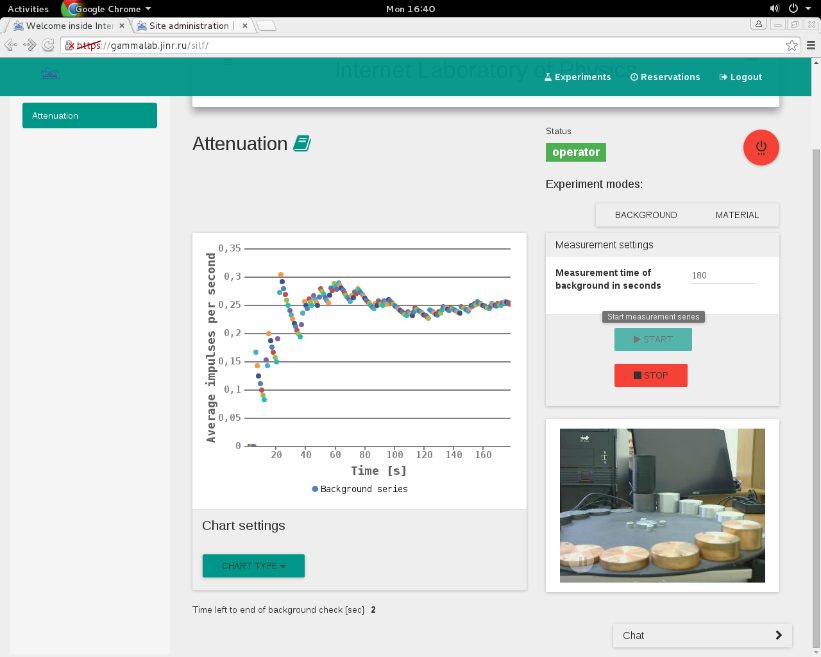 Activities Google Chrome Mon 16:40
Welcome inside Inter × Site administration ×
https://gammalab.jinr.ru/silf/
Internet Laboratory of Physics
Experiments Reservations Logout
Attenuation
Attenuation
Status
operator
Experiment modes:
BACKGROUND MATERIAL
Measurement settings
Measurement time of
background in seconds
180
Start measurement series
START
STOP
Average impulses per second
0,35
0,3
0,25
0,2
0,15
0,1
0,05
0
20 40 60 80 100 120 140 160
Time [s]
Background series
Chart settings
CHART TYPE
Time left to end of background check [sec] 2
Chat